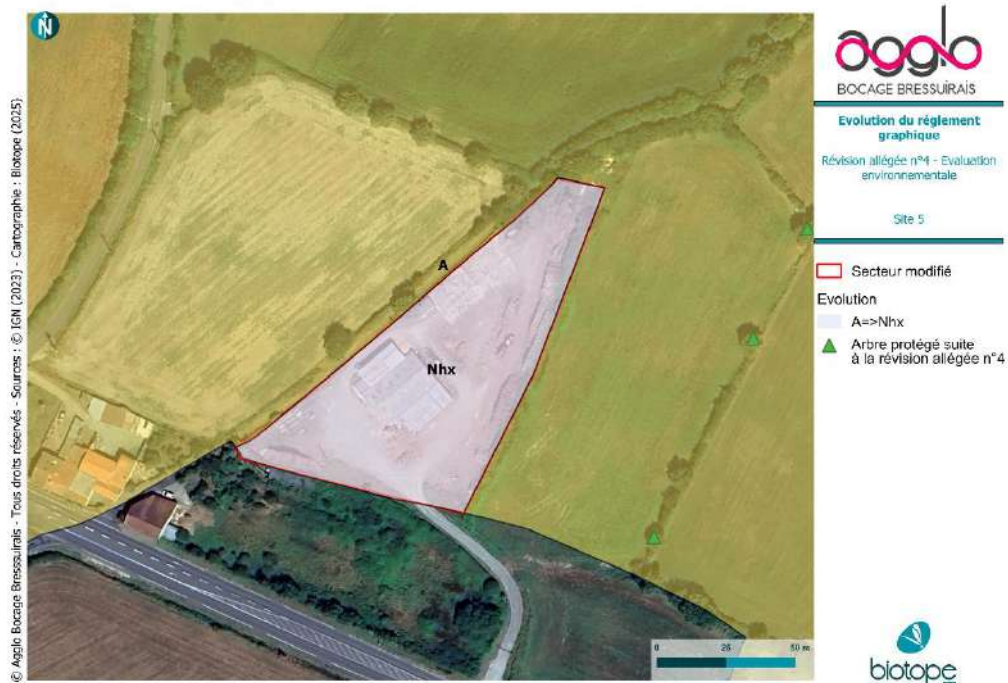 N
© Agglo Bocage Bressuirais - Tous droits réservés - Sources : © IGN (2023) - Cartographie : Biotope (2025)
A
Nhx
0 25 50 m
agglo
BOCAGE BRESSUIRAIS
Evolution du réglement
graphique
Révision allégée n°4 - Evaluation
environnementale
Site 5
Secteur modifié
Evolution
A=>Nhx
Arbre protégé suite
à la révision allégée n°4
biotope